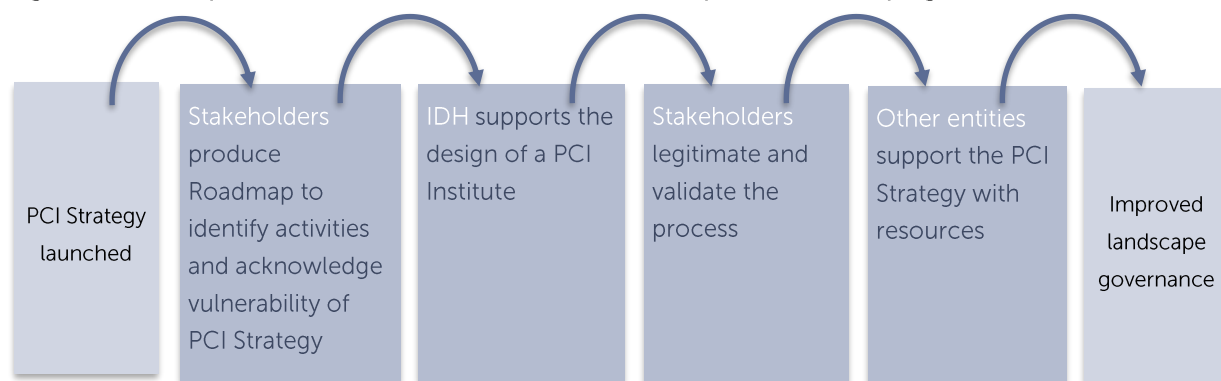 PCI Strategy
launched
Stakeholders
produce
Roadmap to
identify activities
and acknowledge
vulnerability of
PCI Strategy
IDH supports the
design of a PCI
Institute
Stakeholders
legitimate and
validate the
process
Other entities
support the PCI
Strategy with
resources
Improved
landscape
governance